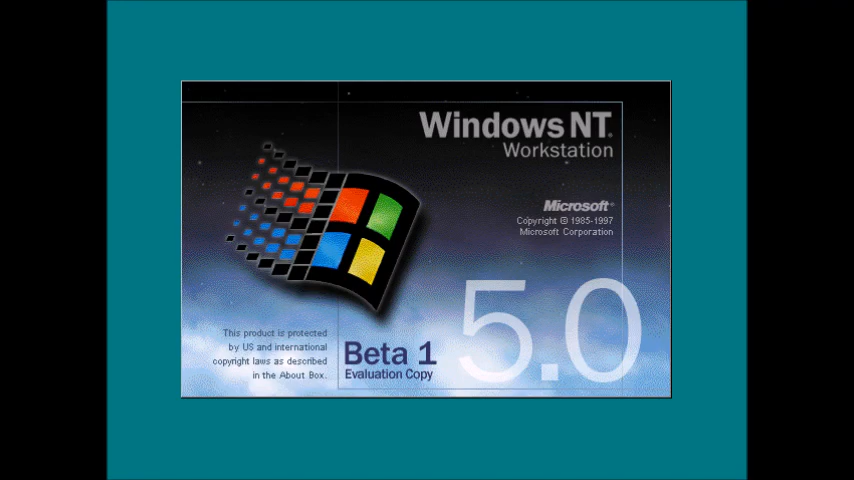 Windows NT®
Workstation
Microsoft®
Copyright © 1985-1997
Microsoft Corporation
5.0
This product is protected
by US and international
copyright laws as described
in the About Box.
Beta 1
Evaluation Copy